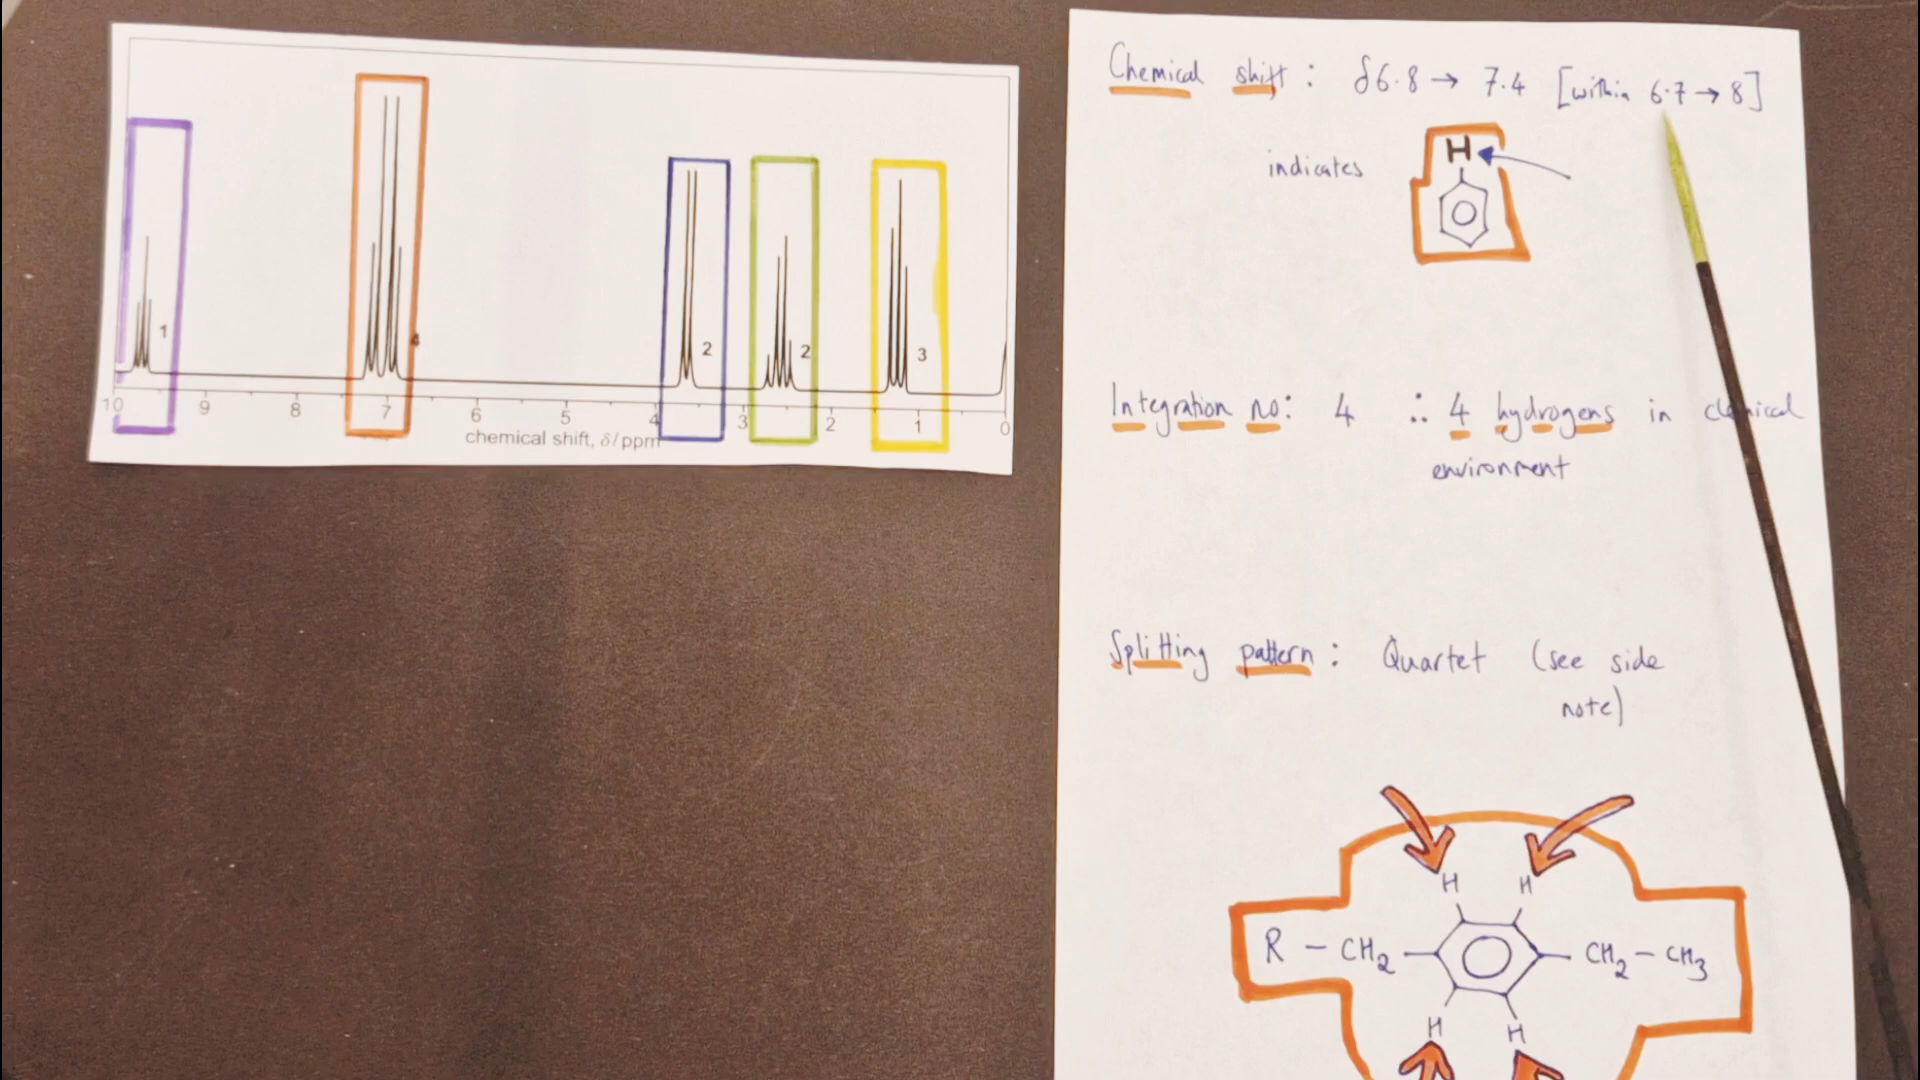 1
4
2
2
3
10 9 8 7 6 5 4 3 2 1 0
chemical shift, δ/ppm
Chemical shift : δ6.8 → 7.4 [within 6.7 → 8]
indicates
H
Integration no: 4 ∴ 4 hydrogens in chemical
environment
Splitting pattern : Quartet (see side
note)
H H
R - CH2 CH2 - CH3
H H